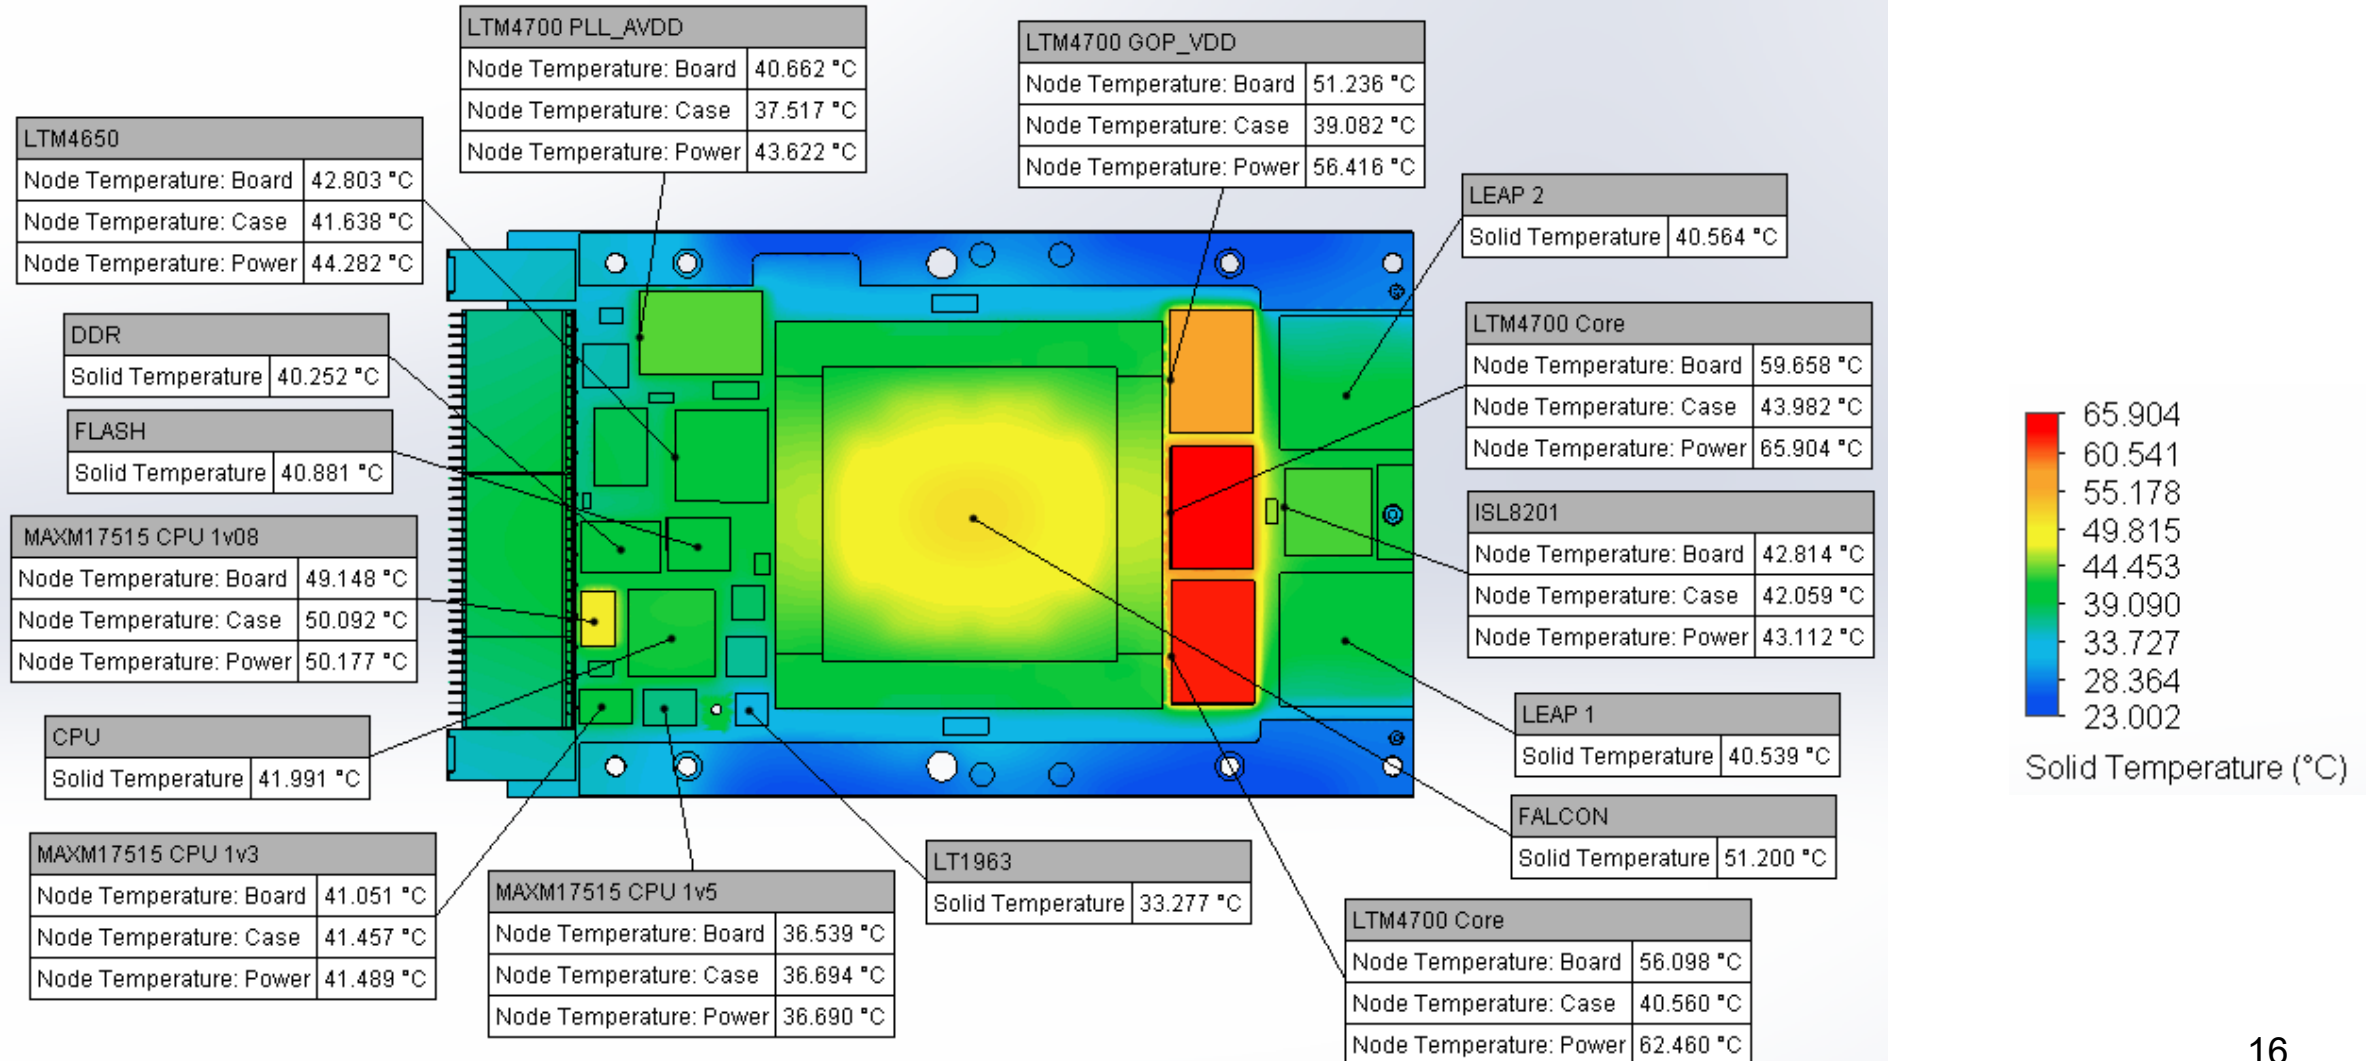 LTM4700 PLL_AVDD
Node Temperature: Board 40.662 °C
Node Temperature: Case 37.517 °C
Node Temperature: Power 43.622 °C
LTM4700 GOP_VDD
Node Temperature: Board 51.236 °C
Node Temperature: Case 39.082 °C
Node Temperature: Power 56.416 °C
LTM4650
Node Temperature: Board 42.803 °C
Node Temperature: Case 41.638 °C
Node Temperature: Power 44.282 °C
LEAP 2
Solid Temperature 40.564 °C
DDR
Solid Temperature 40.252 °C
LTM4700 Core
Node Temperature: Board 59.658 °C
Node Temperature: Case 43.982 °C
Node Temperature: Power 65.904 °C
FLASH
Solid Temperature 40.881 °C
ISL8201
Node Temperature: Board 42.814 °C
Node Temperature: Case 42.059 °C
Node Temperature: Power 43.112 °C
MAXM17515 CPU 1v08
Node Temperature: Board 49.148 °C
Node Temperature: Case 50.092 °C
Node Temperature: Power 50.177 °C
LEAP 1
Solid Temperature 40.539 °C
CPU
Solid Temperature 41.991 °C
FALCON
Solid Temperature 51.200 °C
MAXM17515 CPU 1v3
Node Temperature: Board 41.051 °C
Node Temperature: Case 41.457 °C
Node Temperature: Power 41.489 °C
MAXM17515 CPU 1v5
Node Temperature: Board 36.539 °C
Node Temperature: Case 36.694 °C
Node Temperature: Power 36.690 °C
LT1963
Solid Temperature 33.277 °C
LTM4700 Core
Node Temperature: Board 56.098 °C
Node Temperature: Case 40.560 °C
Node Temperature: Power 62.460 °C
65.904
60.541
55.178
49.815
44.453
39.090
33.727
28.364
23.002
Solid Temperature (°C)
16